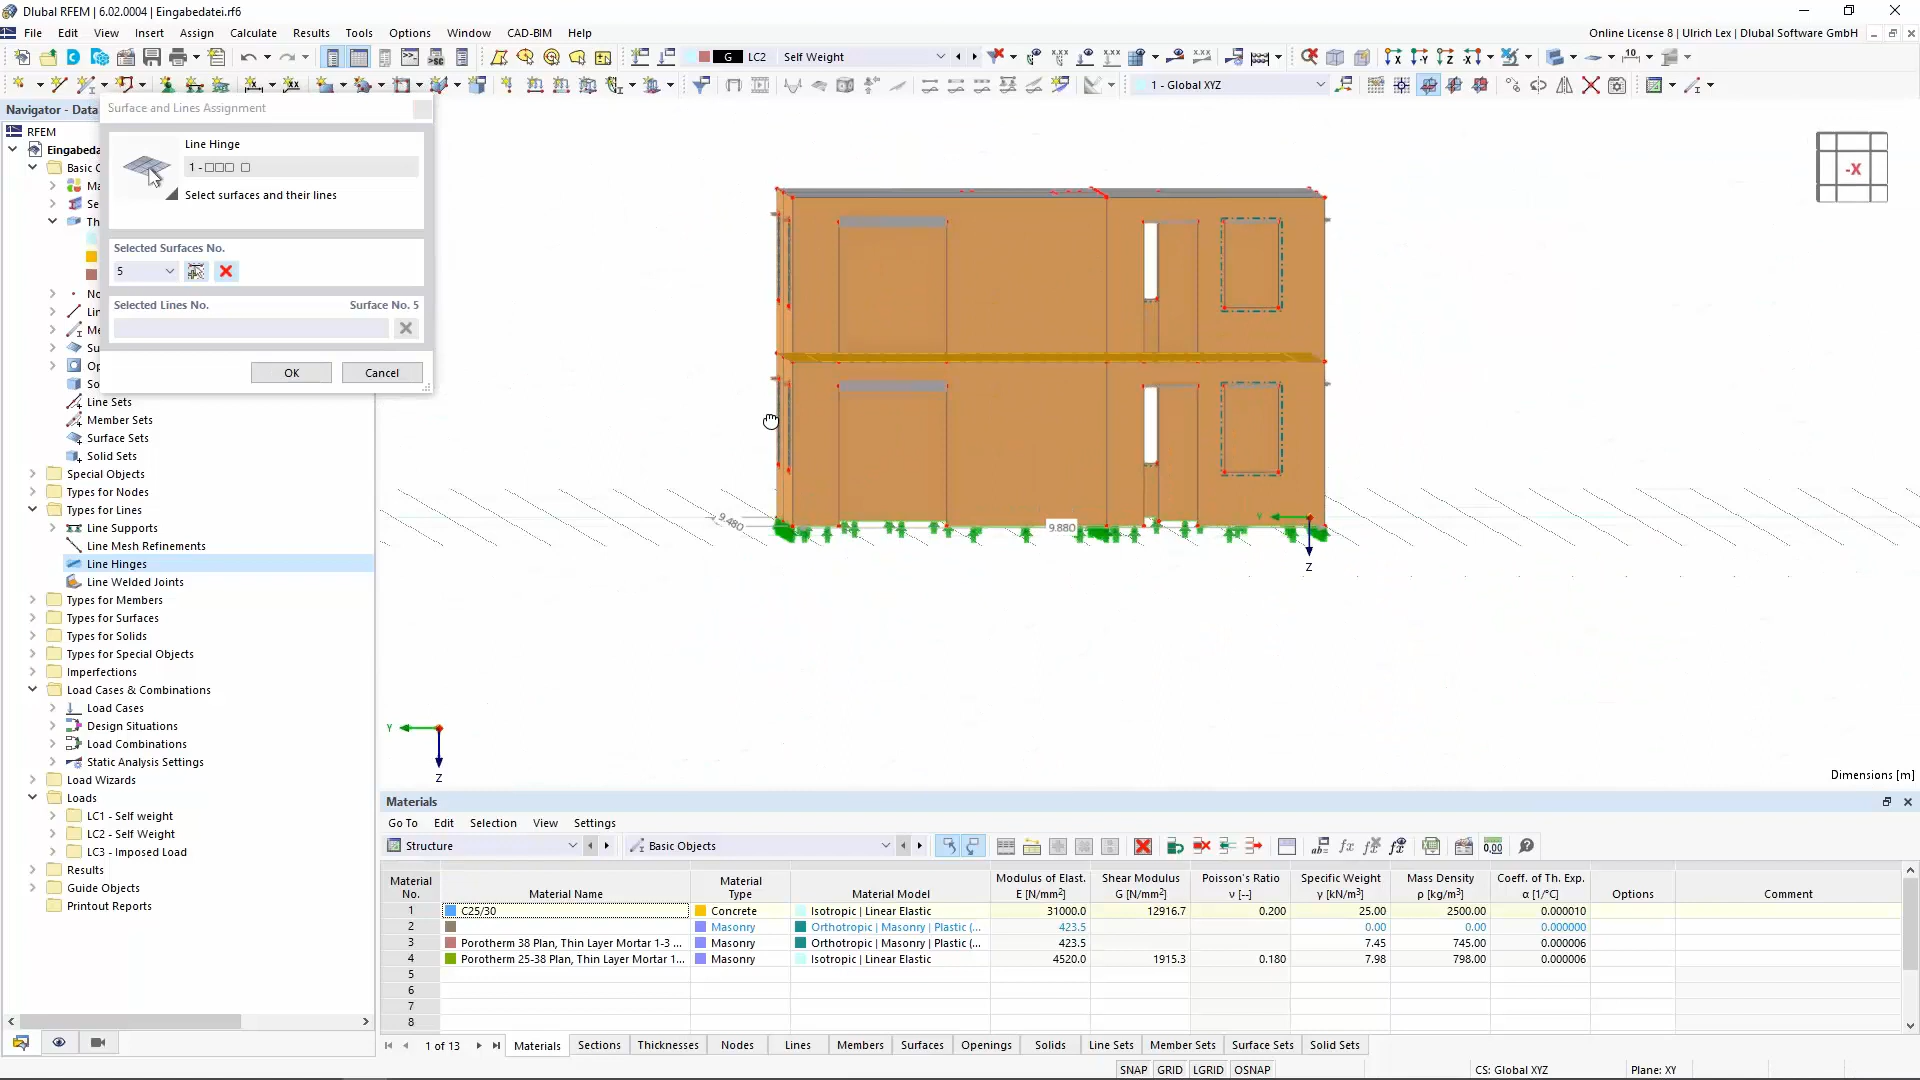 Dlubal RFEM | 6.02.0004 | Eingabedatei.rf6
File Edit View Insert Assign Calculate Results Tools Options Window CAD-BIM Help
Online License 8 | Ulrich Lex | Dlubal Software GmbH
G LC2 Self Weight
1 - Global XYZ
Navigator - Data
RFEM
Eingabeda
Basic
Ma
Se
Th
No
Lin
Me
Su
Op
So
Line Sets
Member Sets
Surface Sets
Solid Sets
Special Objects
Types for Nodes
Types for Lines
Line Supports
Line Mesh Refinements
Line Hinges
Line Welded Joints
Types for Members
Types for Surfaces
Types for Solids
Types for Special Objects
Imperfections
Load Cases & Combinations
Load Cases
Design Situations
Load Combinations
Static Analysis Settings
Load Wizards
Loads
LC1 - Self weight
LC2 - Self Weight
LC3 - Imposed Load
Results
Guide Objects
Printout Reports
Surface and Lines Assignment
Line Hinge
1 - □□□ □
Select surfaces and their lines
Selected Surfaces No.
5
Selected Lines No. Surface No. 5
OK Cancel
-X
9.480
9.880
Y
Z
Y
Z
Dimensions [m]
Materials
Go To Edit Selection View Settings
Structure
Basic Objects
Material No. Material Name Material Type Material Model Modulus of Elast. E [N/mm²] Shear Modulus G [N/mm²] Poisson's Ratio ν [--] Specific Weight γ [kN/m³] Mass Density ρ [kg/m³] Coeff. of Th. Exp. α [1/°C] Options Comment
1 C25/30 Concrete Isotropic | Linear Elastic 31000.0 12916.7 0.200 25.00 2500.00 0.000010
2 Masonry Orthotropic | Masonry | Plastic (... 423.5 0.00 0.00 0.000000
3 Porotherm 38 Plan, Thin Layer Mortar 1-3 ... Masonry Orthotropic | Masonry | Plastic (... 423.5 7.45 745.00 0.000006
4 Porotherm 25-38 Plan, Thin Layer Mortar 1... Masonry Isotropic | Linear Elastic 4520.0 1915.3 0.180 7.98 798.00 0.000006
5
6
7
8
1 of 13 Materials Sections Thicknesses Nodes Lines Members Surfaces Openings Solids Line Sets Member Sets Surface Sets Solid Sets
SNAP GRID LGRID OSNAP CS: Global XYZ Plane: XY